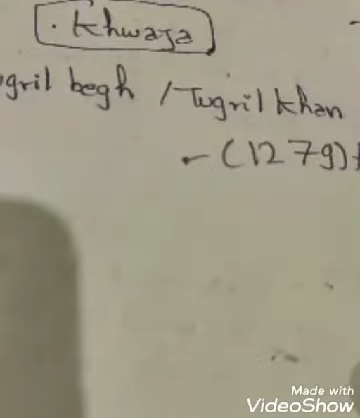 · Khwaja
gril begh / Tugril khan
- (1279)
Made with
VideoShow